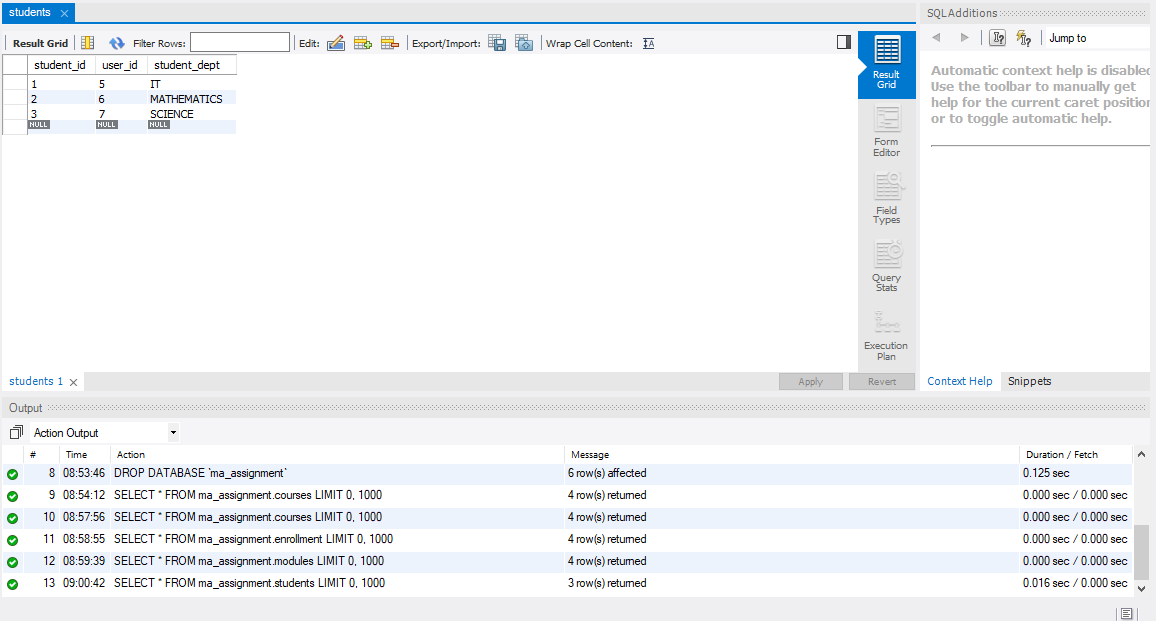 students
SQLAdditions
Result Grid
Filter Rows:
Edit:
Export/Import:
Wrap Cell Content:
Jump to
student_id user_id student_dept
1 5 IT
2 6 MATHEMATICS
3 7 SCIENCE
NULL NULL NULL
Result
Grid
Form
Editor
Field
Types
Query
Stats
Execution
Plan
Automatic context help is disabled
Use the toolbar to manually get
help for the current caret position
or to toggle automatic help.
students 1
Apply
Revert
Context Help
Snippets
Output
Action Output
# Time Action Message Duration / Fetch
8 08:53:46 DROP DATABASE `ma_assignment` 6 row(s) affected 0.125 sec
9 08:54:12 SELECT * FROM ma_assignment.courses LIMIT 0, 1000 4 row(s) returned 0.000 sec / 0.000 sec
10 08:57:56 SELECT * FROM ma_assignment.courses LIMIT 0, 1000 4 row(s) returned 0.000 sec / 0.000 sec
11 08:58:55 SELECT * FROM ma_assignment.enrollment LIMIT 0, 1000 4 row(s) returned 0.000 sec / 0.000 sec
12 08:59:39 SELECT * FROM ma_assignment.modules LIMIT 0, 1000 4 row(s) returned 0.000 sec / 0.000 sec
13 09:00:42 SELECT * FROM ma_assignment.students LIMIT 0, 1000 3 row(s) returned 0.016 sec / 0.000 sec